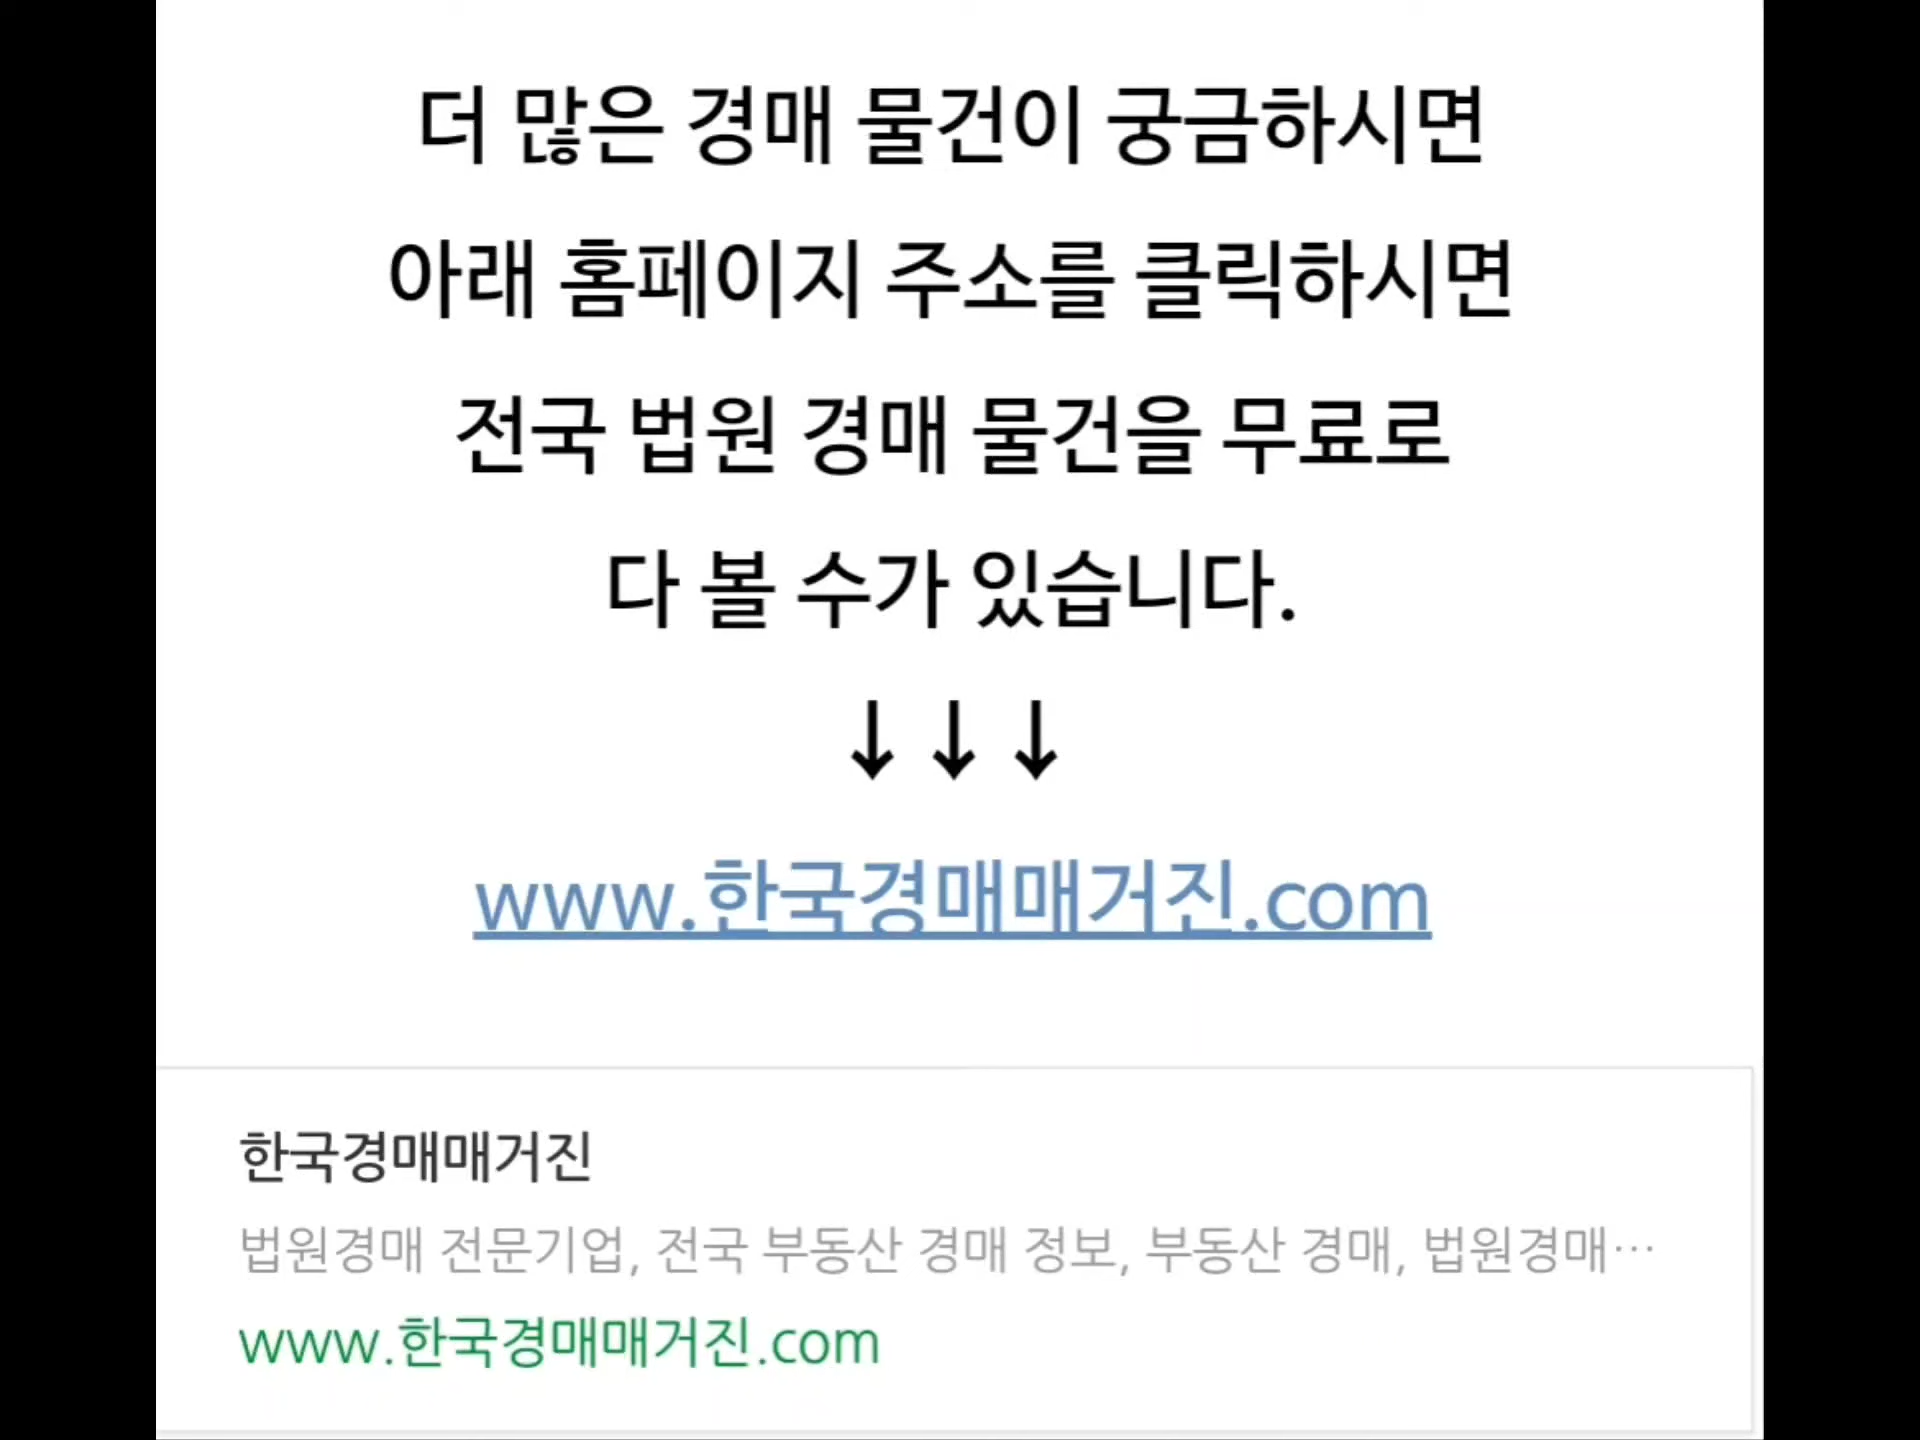 더 많은 경매 물건이 궁금하시면
아래 홈페이지 주소를 클릭하시면
전국 법원 경매 물건을 무료로
다 볼 수가 있습니다.
↓↓↓
www.한국경매매거진.com
한국경매매거진
법원경매 전문기업, 전국 부동산 경매 정보, 부동산 경매, 법원경매…
www.한국경매매거진.com